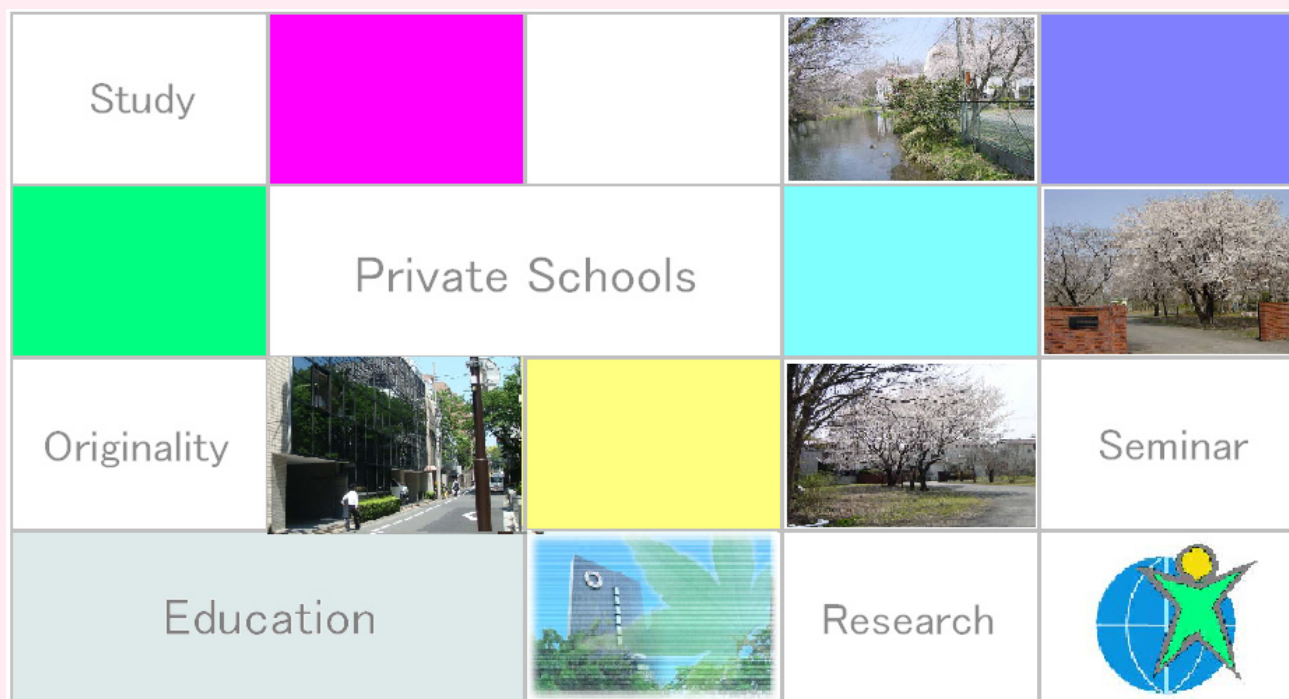 Study
Private Schools
Originality
Seminar
Education
Research